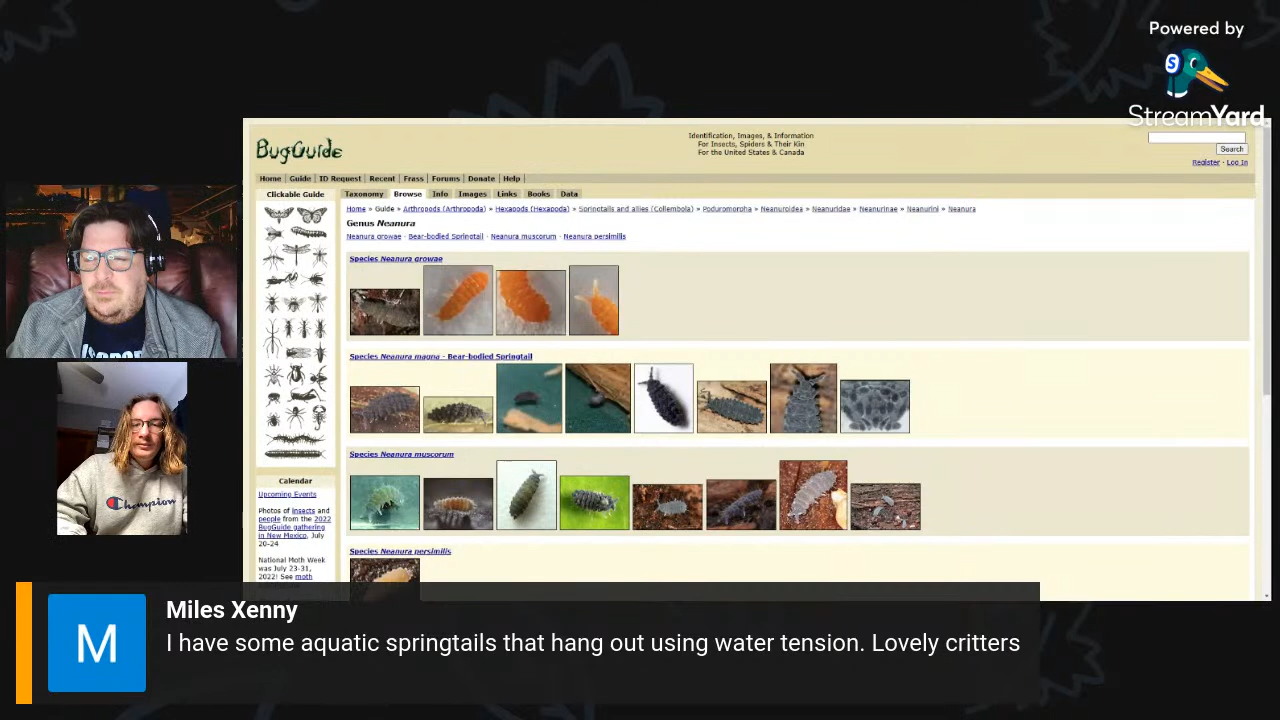 Powered by
StreamYard
BugGuide
Identification, Images, & Information
For Insects, Spiders & Their Kin
For the United States & Canada
Search
Register · Log In
Home Guide ID Request Recent Frass Forums Donate Help
Clickable Guide
Taxonomy Browse Info Images Links Books Data
Home » Guide » Arthropods (Arthropoda) » Hexapods (Hexapoda) » Springtails and allies (Collembola) » Poduromorpha » Neanuroidea » Neanuridae » Neanurinae » Neanurini » Neanura
Genus Neanura
Neanura growae · Bear-bodied Springtail · Neanura muscorum · Neanura persimilis
Species Neanura growae
Species Neanura magna - Bear-bodied Springtail
Species Neanura muscorum
Species Neanura persimilis
Calendar
Upcoming Events
Photos of insects and
people from the 2022
BugGuide gathering
in New Mexico, July
20-24
National Moth Week
was July 23-31,
2022! See moth
Champion
M
Miles Xenny
I have some aquatic springtails that hang out using water tension. Lovely critters